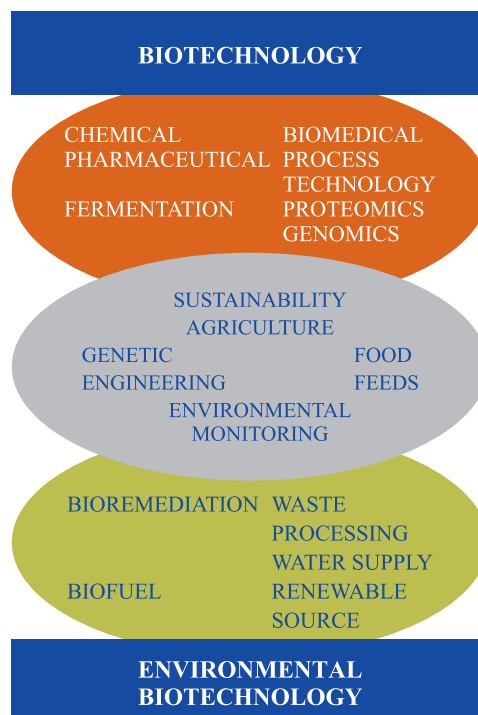 BIOTECHNOLOGY
CHEMICAL BIOMEDICAL
PHARMACEUTICAL PROCESS
TECHNOLOGY
FERMENTATION PROTEOMICS
GENOMICS
SUSTAINABILITY
AGRICULTURE
GENETIC FOOD
ENGINEERING FEEDS
ENVIRONMENTAL
MONITORING
BIOREMEDIATION WASTE
PROCESSING
WATER SUPPLY
BIOFUEL RENEWABLE
SOURCE
ENVIRONMENTAL
BIOTECHNOLOGY